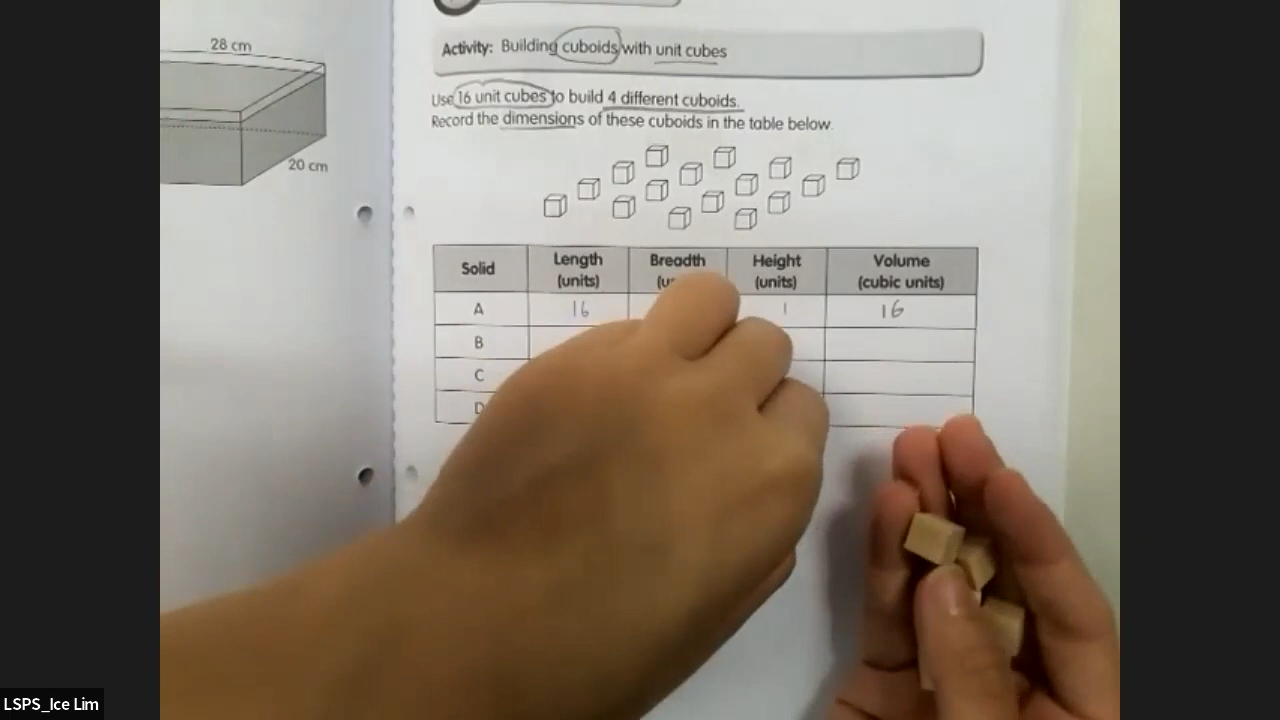 28 cm
20 cm
Activity: Building cuboids with unit cubes
Use 16 unit cubes to build 4 different cuboids.
Record the dimensions of these cuboids in the table below.
Solid Length Breadth Height Volume
(units) (units) (cubic units)
A 16 1 16
B
C
D
LSPS_Ice Lim